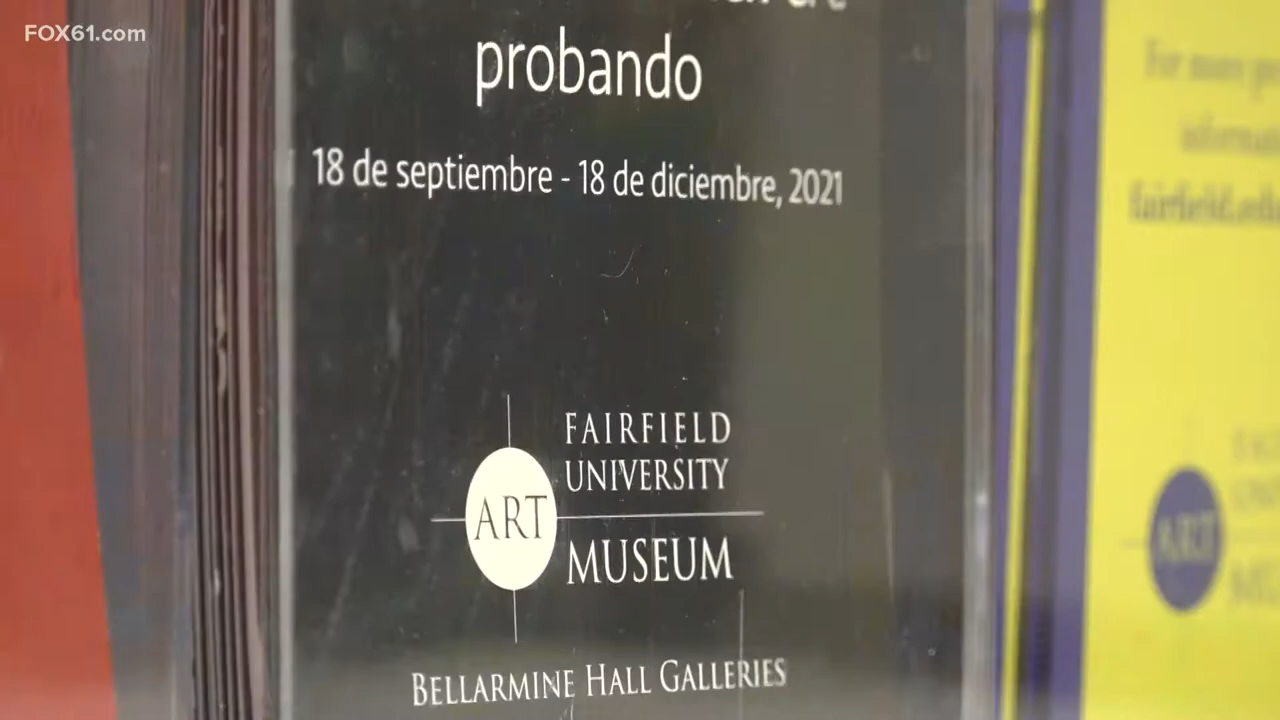 FOX61.com
probando
18 de septiembre - 18 de diciembre, 2021
For more
fairfield.edu
FAIRFIELD
UNIVERSITY
ART
MUSEUM
ART
BELLARMINE HALL GALLERIES